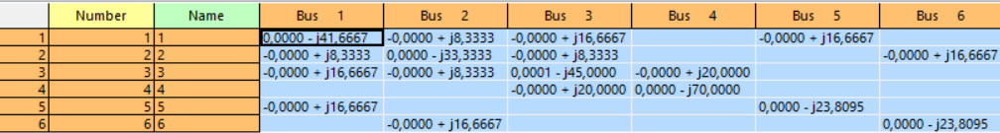 Number Name Bus 1 Bus 2 Bus 3 Bus 4 Bus 5 Bus 6
1 1 1 0,0000 - j41,6667 -0,0000 + j8,3333 -0,0000 + j16,6667 -0,0000 + j16,6667
2 2 2 -0,0000 + j8,3333 0,0000 - j33,3333 -0,0000 + j8,3333 -0,0000 + j16,6667
3 3 3 -0,0000 + j16,6667 -0,0000 + j8,3333 0,0001 - j45,0000 -0,0000 + j20,0000
4 4 4 -0,0000 + j20,0000 0,0000 - j70,0000
5 5 5 -0,0000 + j16,6667 0,0000 - j23,8095
6 6 6 -0,0000 + j16,6667 0,0000 - j23,8095